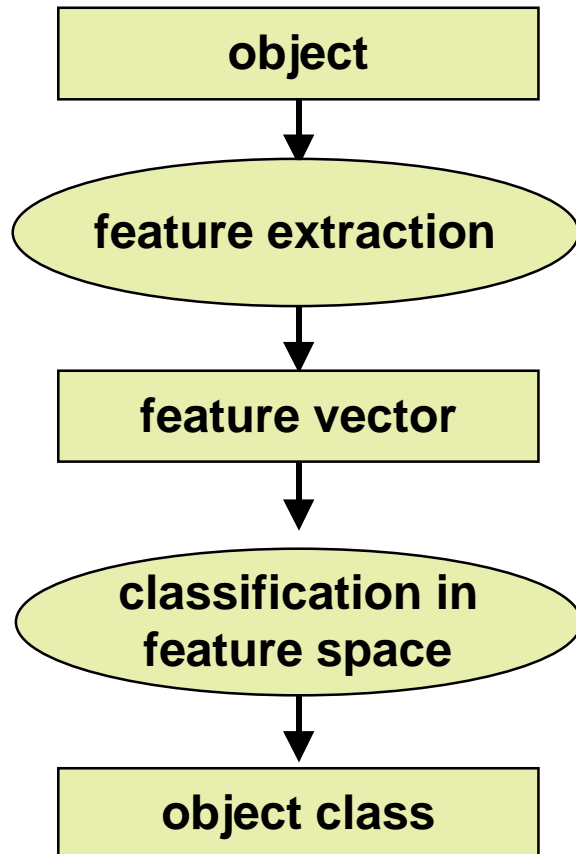 object
feature extraction
feature vector
classification in
feature space
object class